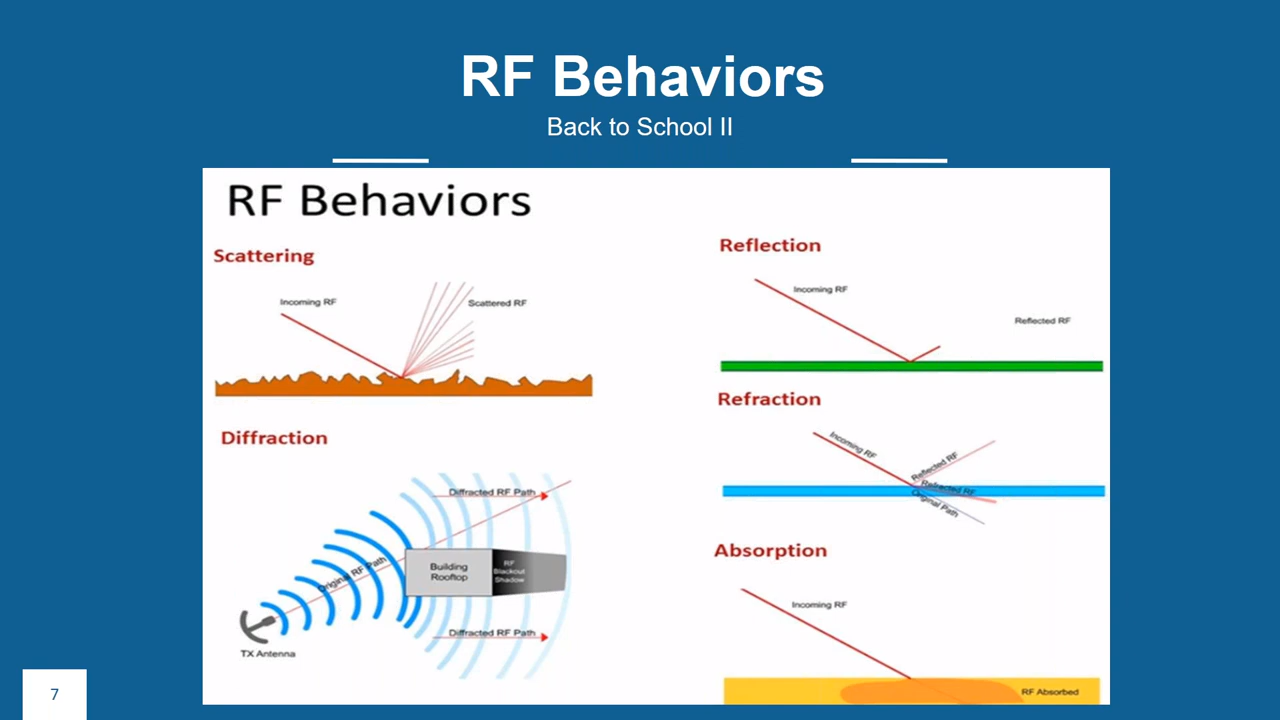 RF Behaviors
Back to School II
RF Behaviors
Scattering
Incoming RF
Scattered RF
Diffraction
Diffracted RF Path
Original RF Path
Building
Rooftop
RF
Blackout
Shadow
Diffracted RF Path
TX Antenna
Reflection
Incoming RF
Reflected RF
Refraction
Incoming RF
Reflected RF
Refracted RF
Original Path
Absorption
Incoming RF
RF Absorbed
7